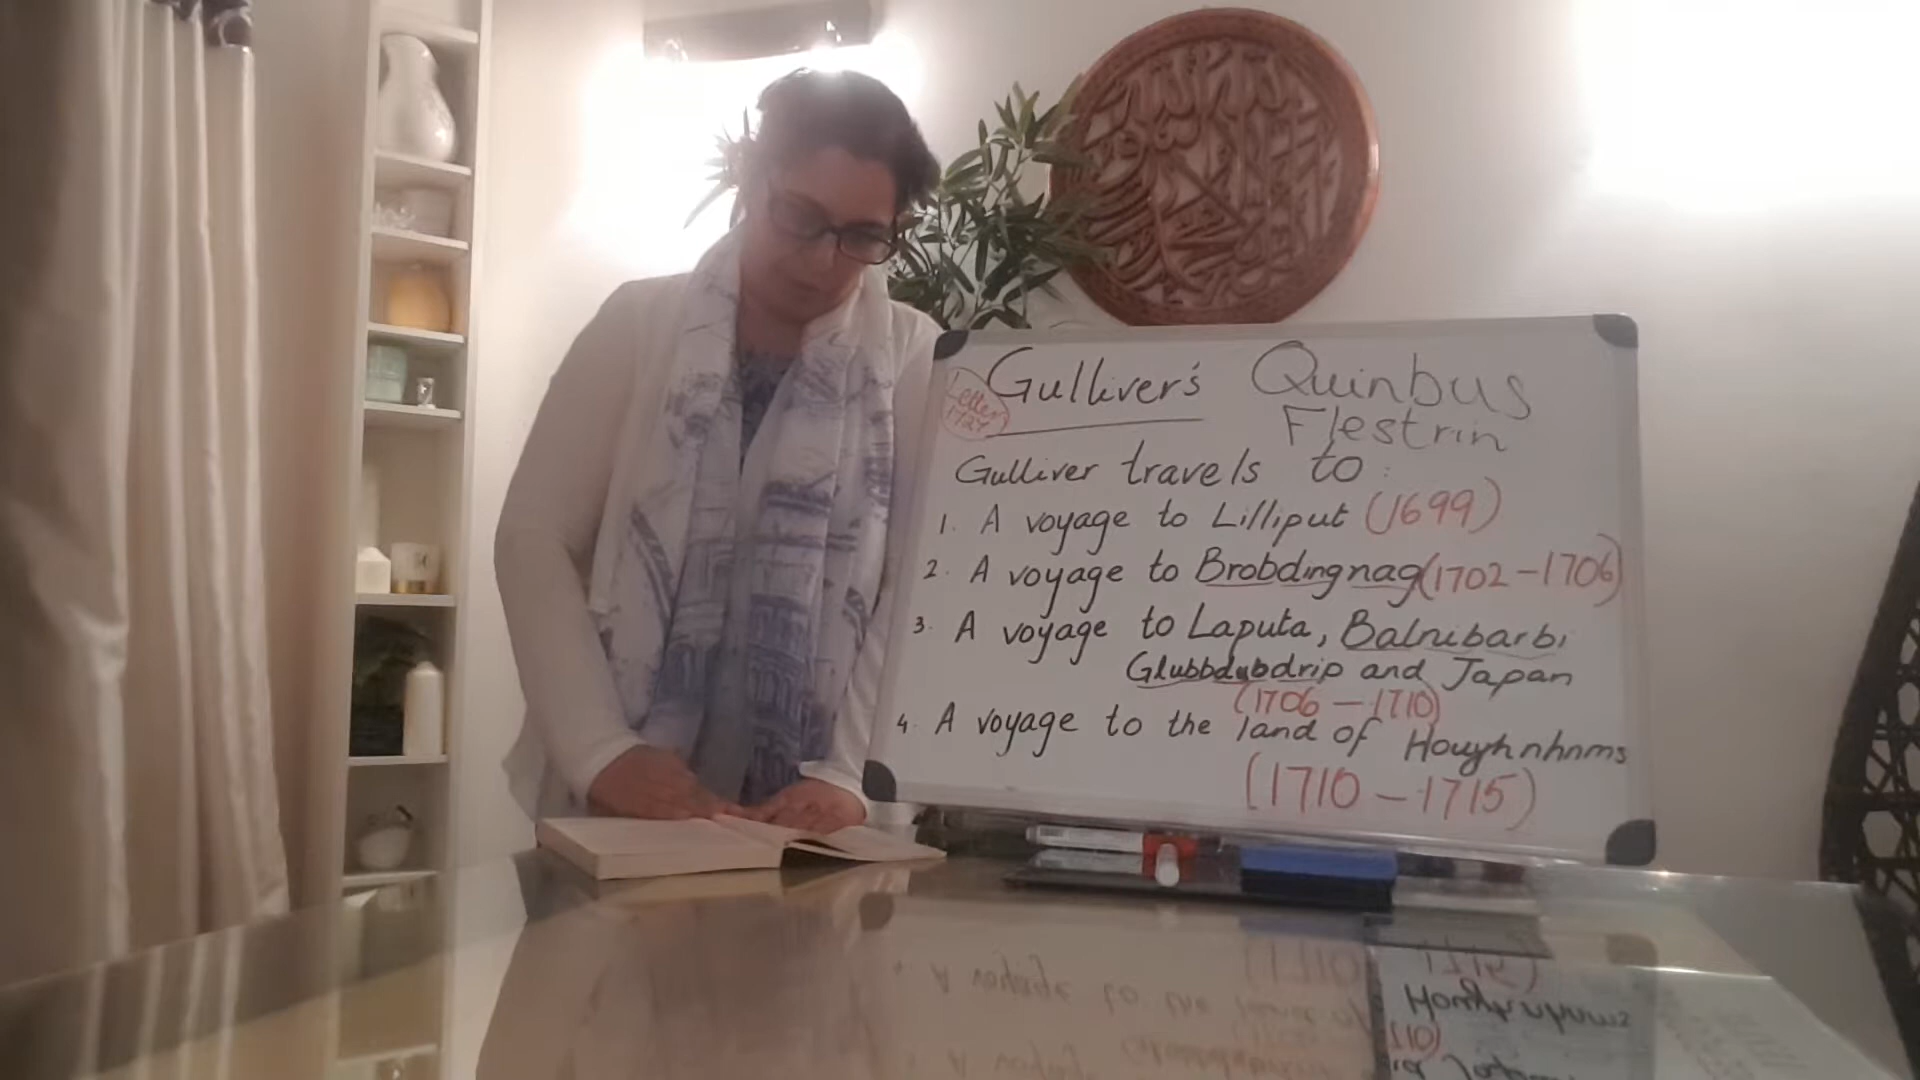 Gulliver's Quinbus
Flestrin
Letter
1727
Gulliver travels to:
1. A voyage to Lilliput (1699)
2. A voyage to Brobdingnag (1702-1706)
3. A voyage to Laputa, Balnibarbi
Glubbdubdrip and Japan
(1706-1710)
4. A voyage to the land of Houyhnhnms
(1710-1715)